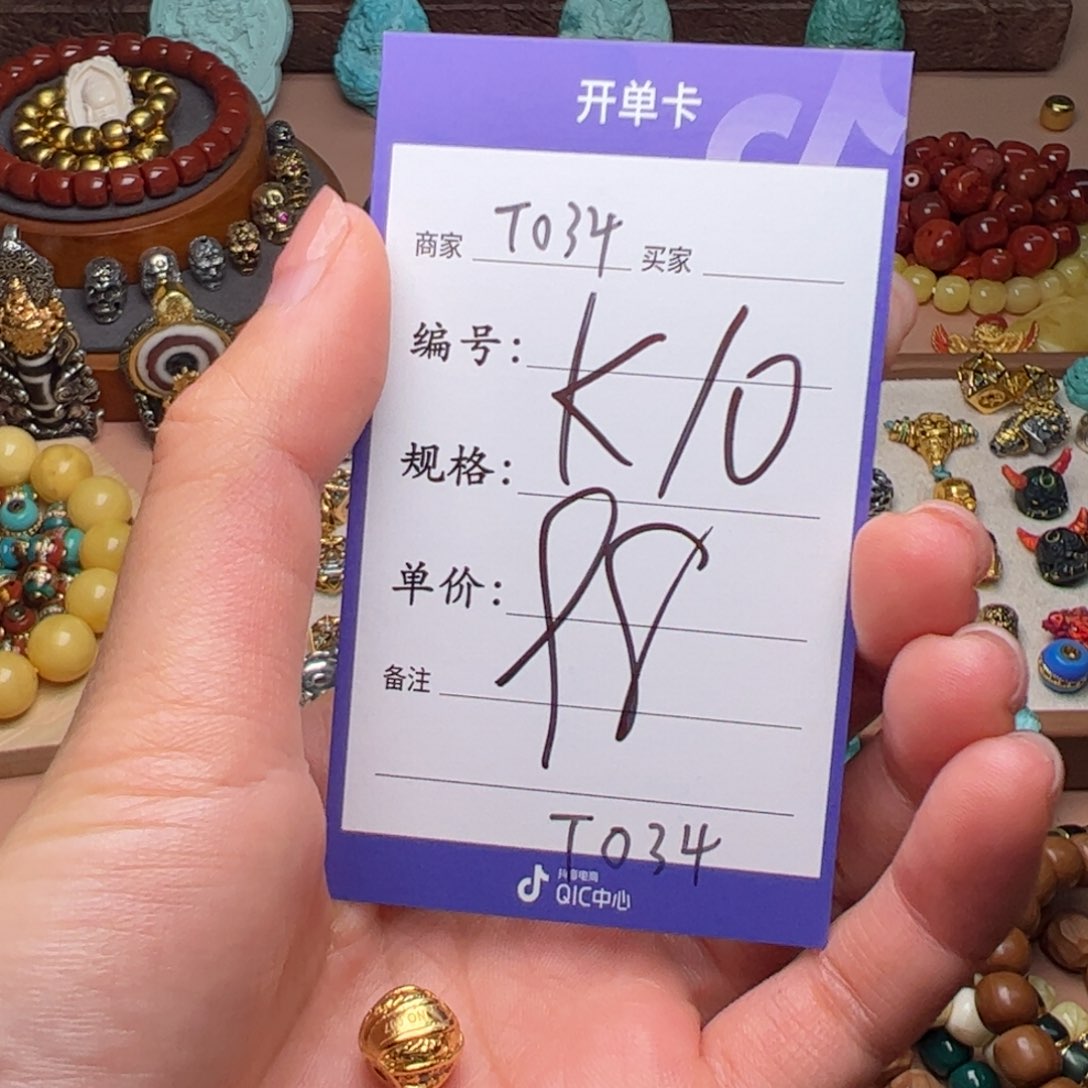 开单卡
商家 T034 买家
编号: K10
规格:
单价: 98
备注
T034
抖音电商
QIC中心